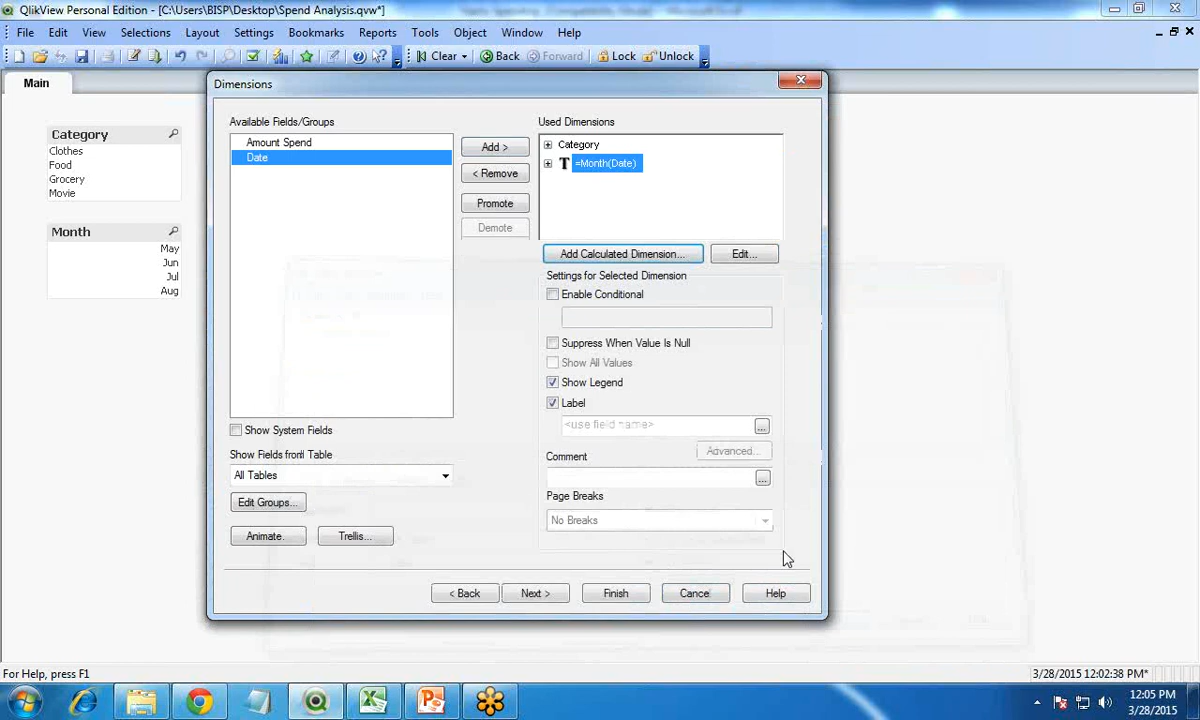 QlikView Personal Edition - [C:\Users\BISP\Desktop\Spend Analysis.qvw*]
File Edit View Selections Layout Settings Bookmarks Reports Tools Object Window Help
Clear Back Forward Lock Unlock
Main
Dimensions
Category
Clothes
Food
Grocery
Movie
Month
May
Jun
Jul
Aug
Available Fields/Groups
Amount Spend
Date
Add >
< Remove
Promote
Demote
Used Dimensions
Category
=Month(Date)
Add Calculated Dimension... Edit...
Settings for Selected Dimension
Enable Conditional
Suppress When Value Is Null
Show All Values
Show Legend
Label
<use field name>
...
Advanced...
Comment
...
Page Breaks
No Breaks
Show System Fields
Show Fields from Table
All Tables
Edit Groups...
Animate. Trellis...
< Back Next > Finish Cancel Help
For Help, press F1
3/28/2015 12:02:38 PM*
12:05 PM
3/28/2015